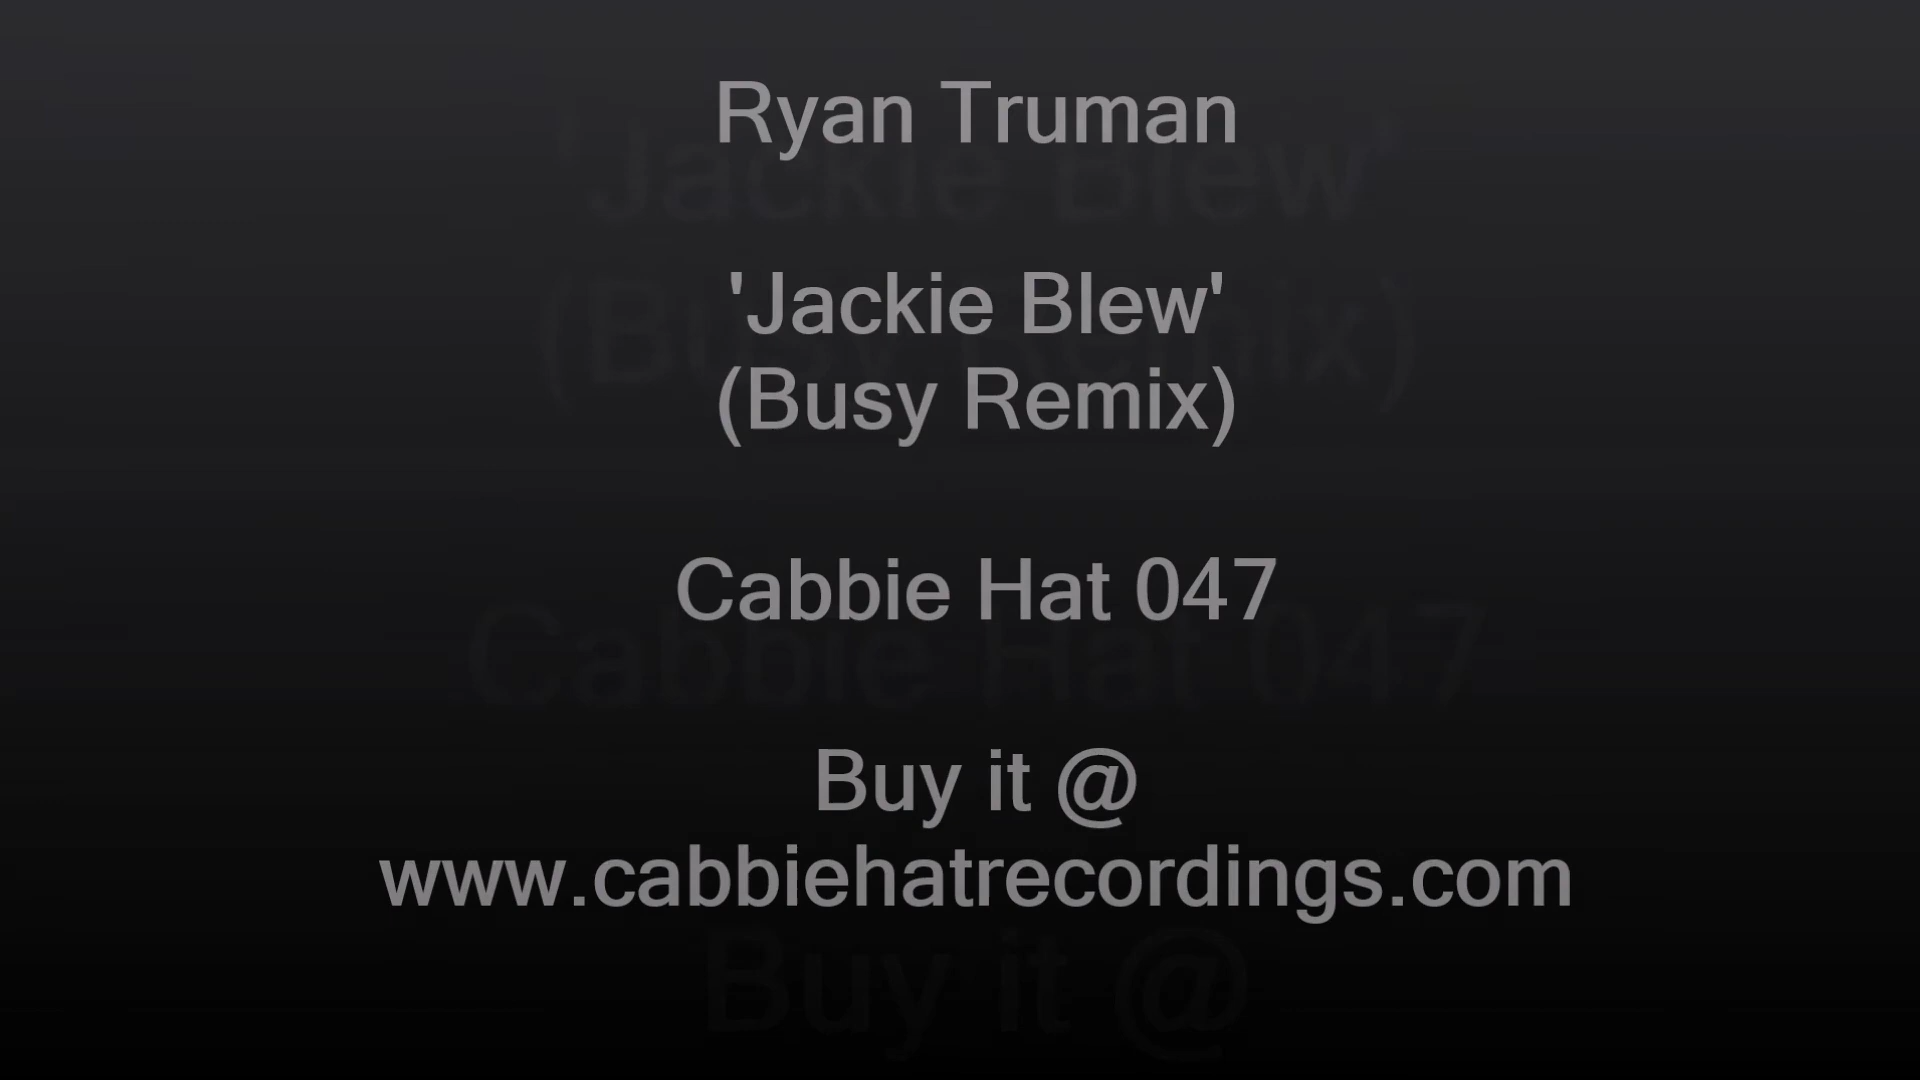 Ryan Truman
'Jackie Blew'
(Busy Remix)
Cabbie Hat 047
Buy it @
www.cabbiehatrecordings.com